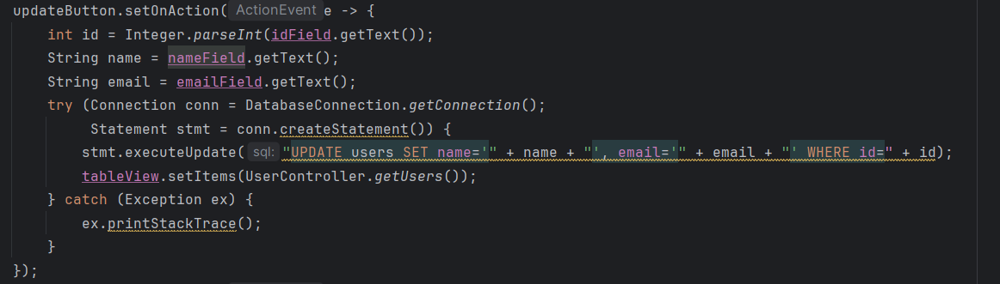 updateButton.setOnAction( ActionEvent e -> {
    int id = Integer.parseInt(idField.getText());
    String name = nameField.getText();
    String email = emailField.getText();
    try (Connection conn = DatabaseConnection.getConnection();
         Statement stmt = conn.createStatement()) {
        stmt.executeUpdate( sql: "UPDATE users SET name='" + name + "', email='" + email + "' WHERE id=" + id);
        tableView.setItems(UserController.getUsers());
    } catch (Exception ex) {
        ex.printStackTrace();
    }
});